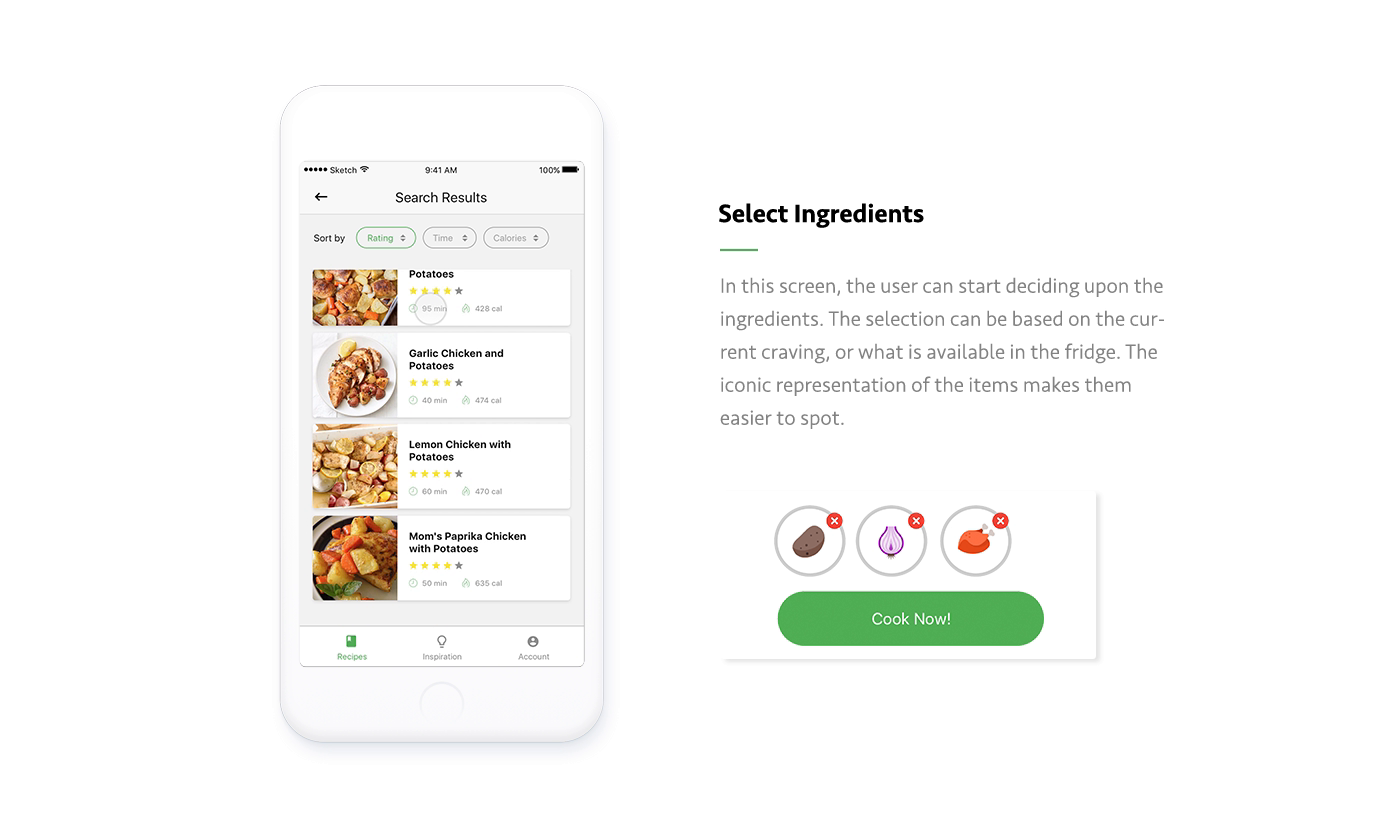 Sketch
9:41 AM
100%
Search Results
Sort by
Rating
Time
Calories
Potatoes
95 min
428 cal
Garlic Chicken and
Potatoes
40 min
474 cal
Lemon Chicken with
Potatoes
60 min
470 cal
Mom's Paprika Chicken
with Potatoes
50 min
635 cal
Recipes
Inspiration
Account
Select Ingredients
In this screen, the user can start deciding upon the
ingredients. The selection can be based on the cur-
rent craving, or what is available in the fridge. The
iconic representation of the items makes them
easier to spot.
Cook Now!